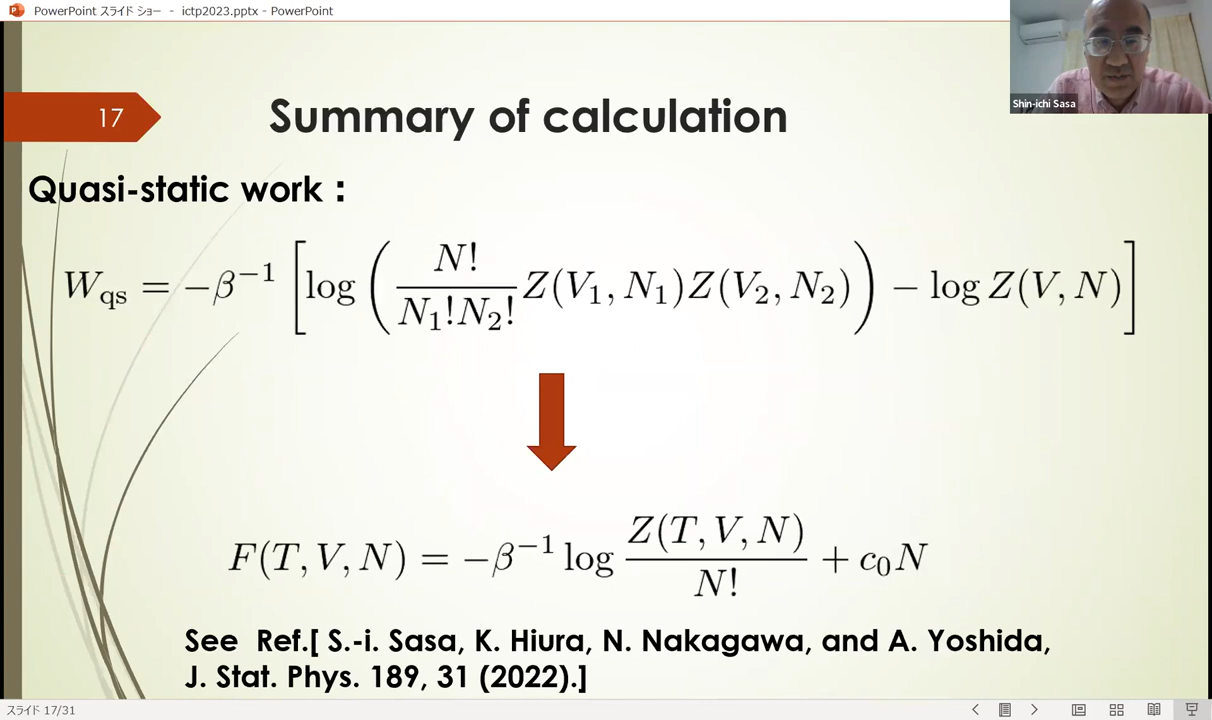 PowerPoint スライド ショー - ictp2023.pptx - PowerPoint
Shin-ichi Sasa
17
Summary of calculation
Quasi-static work :
W_qs = −β^−1 [ log ( N! / N_1!N_2! Z(V_1, N_1)Z(V_2, N_2) ) − log Z(V, N) ]
F(T, V, N) = −β^−1 log Z(T, V, N) / N! + c_0N
See Ref.[ S.-i. Sasa, K. Hiura, N. Nakagawa, and A. Yoshida,
J. Stat. Phys. 189, 31 (2022).]
スライド 17/31